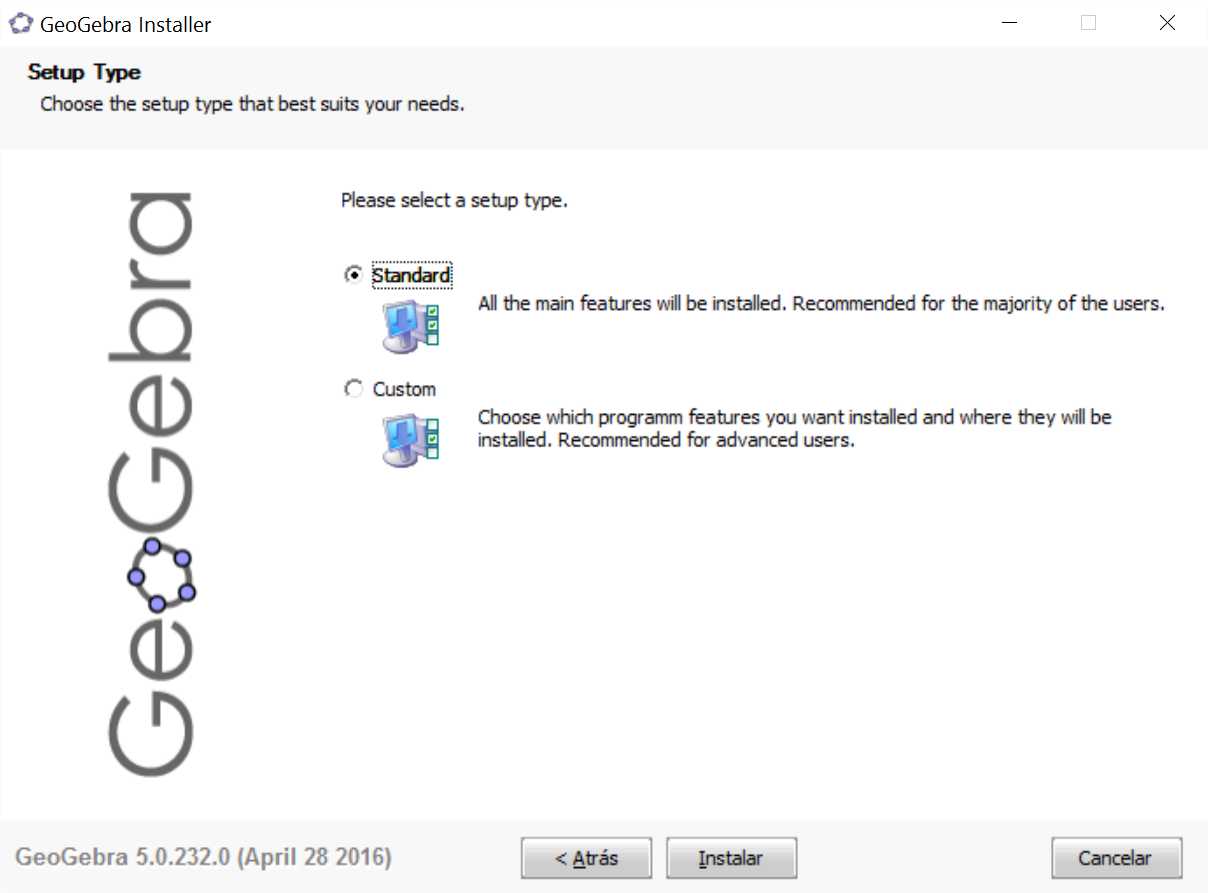 GeoGebra Installer
Setup Type
Choose the setup type that best suits your needs.
GeoGebra
Please select a setup type.
Standard
All the main features will be installed. Recommended for the majority of the users.
Custom
Choose which programm features you want installed and where they will be
installed. Recommended for advanced users.
GeoGebra 5.0.232.0 (April 28 2016)
< Atrás
Instalar
Cancelar